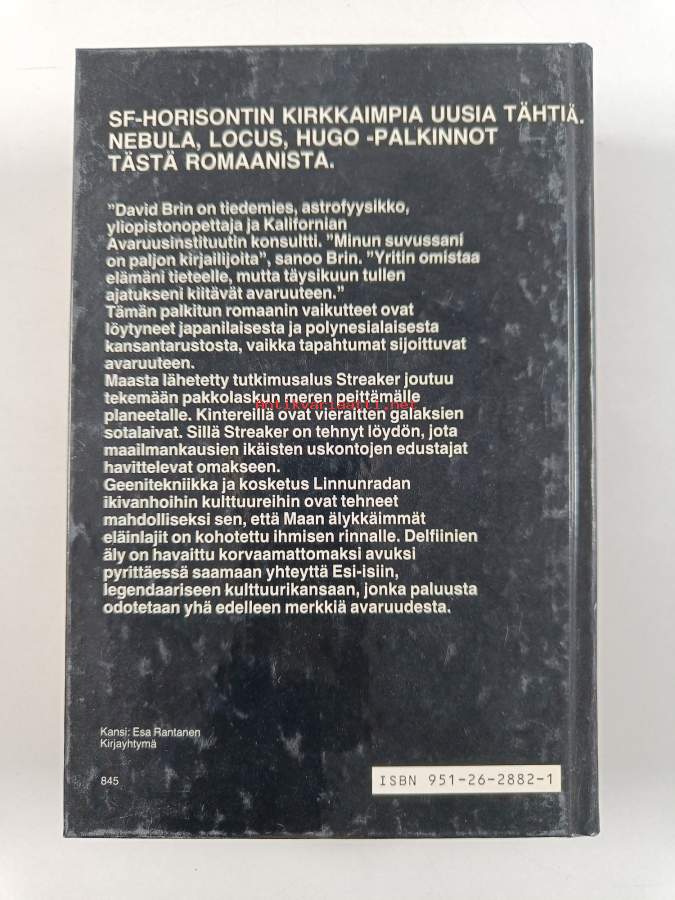 SF-HORISONTIN KIRKKAIMPIA UUSIA TÄHTIÄ.
NEBULA, LOCUS, HUGO -PALKINNOT
TÄSTÄ ROMAANISTA.
"David Brin on tiedemies, astrofyysikko,
yliopistonopettaja ja Kalifornian
Avaruusinstituutin konsultti. "Minun suvussani
on paljon kirjailijoita", sanoo Brin. "Yritin omistaa
elämäni tieteelle, mutta täysikuun tullen
ajatukseni kiitävät avaruuteen."
Tämän palkitun romaanin vaikutteet ovat
löytyneet japanilaisesta ja polynesialaisesta
kansantarustosta, vaikka tapahtumat sijoittuvat
avaruuteen.
Maasta lähetetty tutkimusalus Streaker joutuu
tekemään pakkolaskun meren peittämälle
Antikvariaatti.net
planeetalle. Kintereillä ovat vieraitten galaksien
sotalaivat. Sillä Streaker on tehnyt löydön, jota
maailmankausien ikäisten uskontojen edustajat
havittelevat omakseen.
Geenitekniikka ja kosketus Linnunradan
ikivanhoihin kulttuureihin ovat tehneet
mahdolliseksi sen, että Maan älykkäimmät
eläinlajit on kohotettu ihmisen rinnalle. Delfiinien
äly on havaittu korvaamattomaksi avuksi
pyrittäessä saamaan yhteyttä Esi-isiin,
legendaariseen kulttuurikansaan, jonka paluusta
odotetaan yhä edelleen merkkiä avaruudesta.
Kansi: Esa Rantanen
Kirjayhtymä
845
ISBN 951-26-2882-1